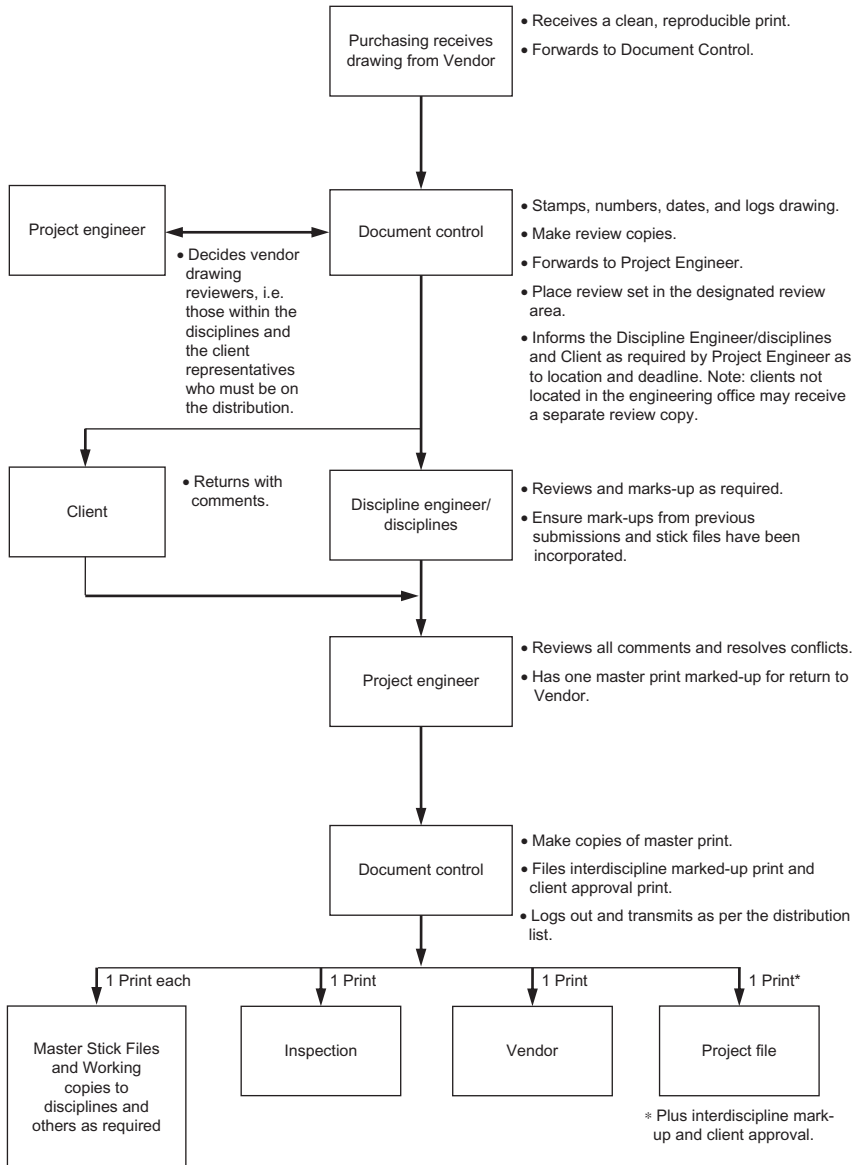 Purchasing receives
drawing from Vendor
• Receives a clean, reproducible print.
• Forwards to Document Control.
Project engineer
• Decides vendor
drawing
reviewers, i.e.
those within the
disciplines and
the client
representatives
who must be on
the distribution.
Document control
• Stamps, numbers, dates, and logs drawing.
• Make review copies.
• Forwards to Project Engineer.
• Place review set in the designated review
area.
• Informs the Discipline Engineer/disciplines
and Client as required by Project Engineer as
to location and deadline. Note: clients not
located in the engineering office may receive
a separate review copy.
Client
• Returns with
comments.
Discipline engineer/
disciplines
• Reviews and marks-up as required.
• Ensure mark-ups from previous
submissions and stick files have been
incorporated.
Project engineer
• Reviews all comments and resolves conflicts.
• Has one master print marked-up for return to
Vendor.
Document control
• Make copies of master print.
• Files interdiscipline marked-up print and
client approval print.
• Logs out and transmits as per the distribution
list.
1 Print each
1 Print
1 Print
1 Print*
Master Stick Files
and Working
copies to
disciplines and
others as required
Inspection
Vendor
Project file
* Plus interdiscipline mark-
up and client approval.